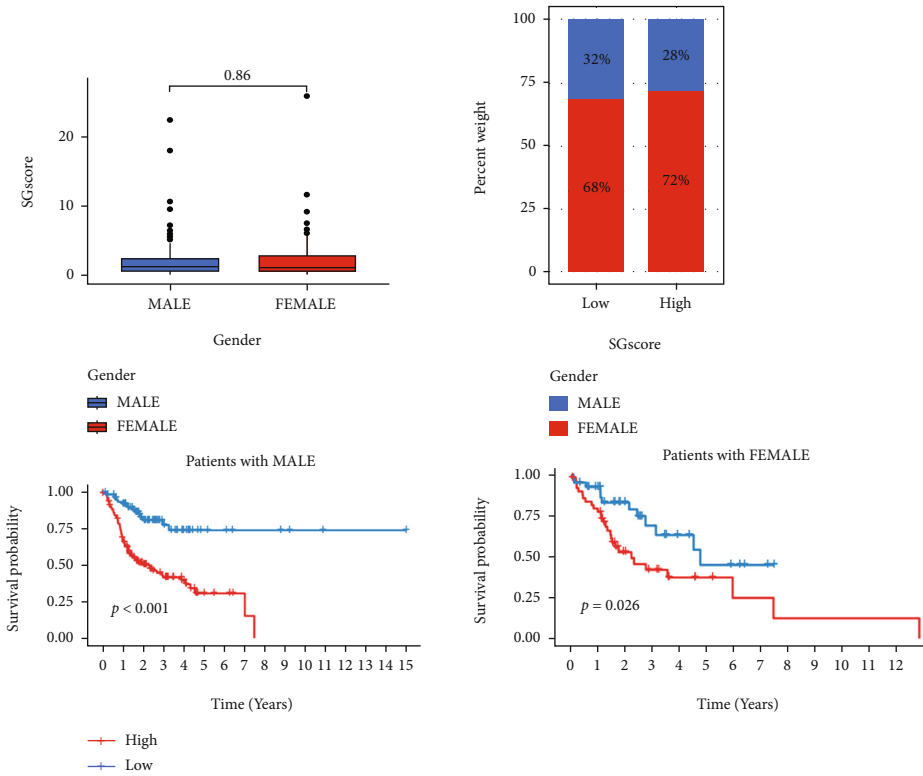 0.86
20
10
0
SGscore
MALE FEMALE
Gender
Gender
MALE
FEMALE
100
75
50
25
0
Percent weight
32% 28%
68% 72%
Low High
SGscore
Gender
MALE
FEMALE
Patients with MALE
1.00
0.75
0.50
0.25
0.00
Survival probability
p < 0.001
0 1 2 3 4 5 6 7 8 9 10 11 12 13 14 15
Time (Years)
High
Low
Patients with FEMALE
1.00
0.75
0.50
0.25
0.00
Survival probability
p = 0.026
0 1 2 3 4 5 6 7 8 9 10 11 12
Time (Years)